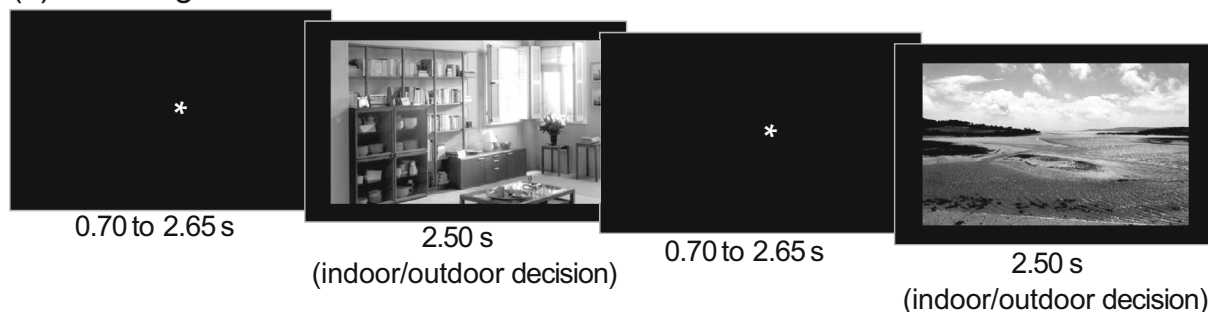 *
0.70 to 2.65 s
2.50 s
(indoor/outdoor decision)
*
0.70 to 2.65 s
2.50 s
(indoor/outdoor decision)